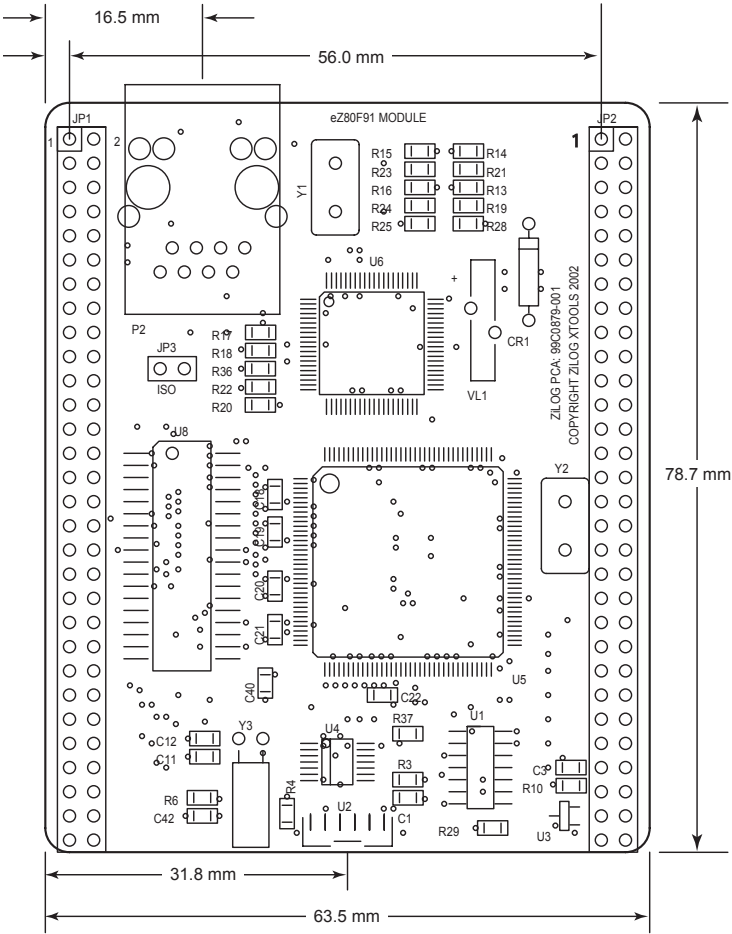 16.5 mm
56.0 mm
eZ80F91 MODULE
JP1
JP2
1
2
1
R15
R14
R23
R21
Y1
R16
R13
R24
R19
R25
R28
U6
+
P2
R17
CR1
JP3
R18
R36
ISO
R22
VL1
R20
ZiLOG PCA: 99C0879-001
COPYRIGHT ZILOG XTOOLS 2002
U8
Y2
78.7 mm
C18
C19
C20
C21
C40
U5
C22
Y3
U4
R37
U1
C12
C11
R3
C3
R4
R10
R6
U2
C42
C1
R29
U3
31.8 mm
63.5 mm